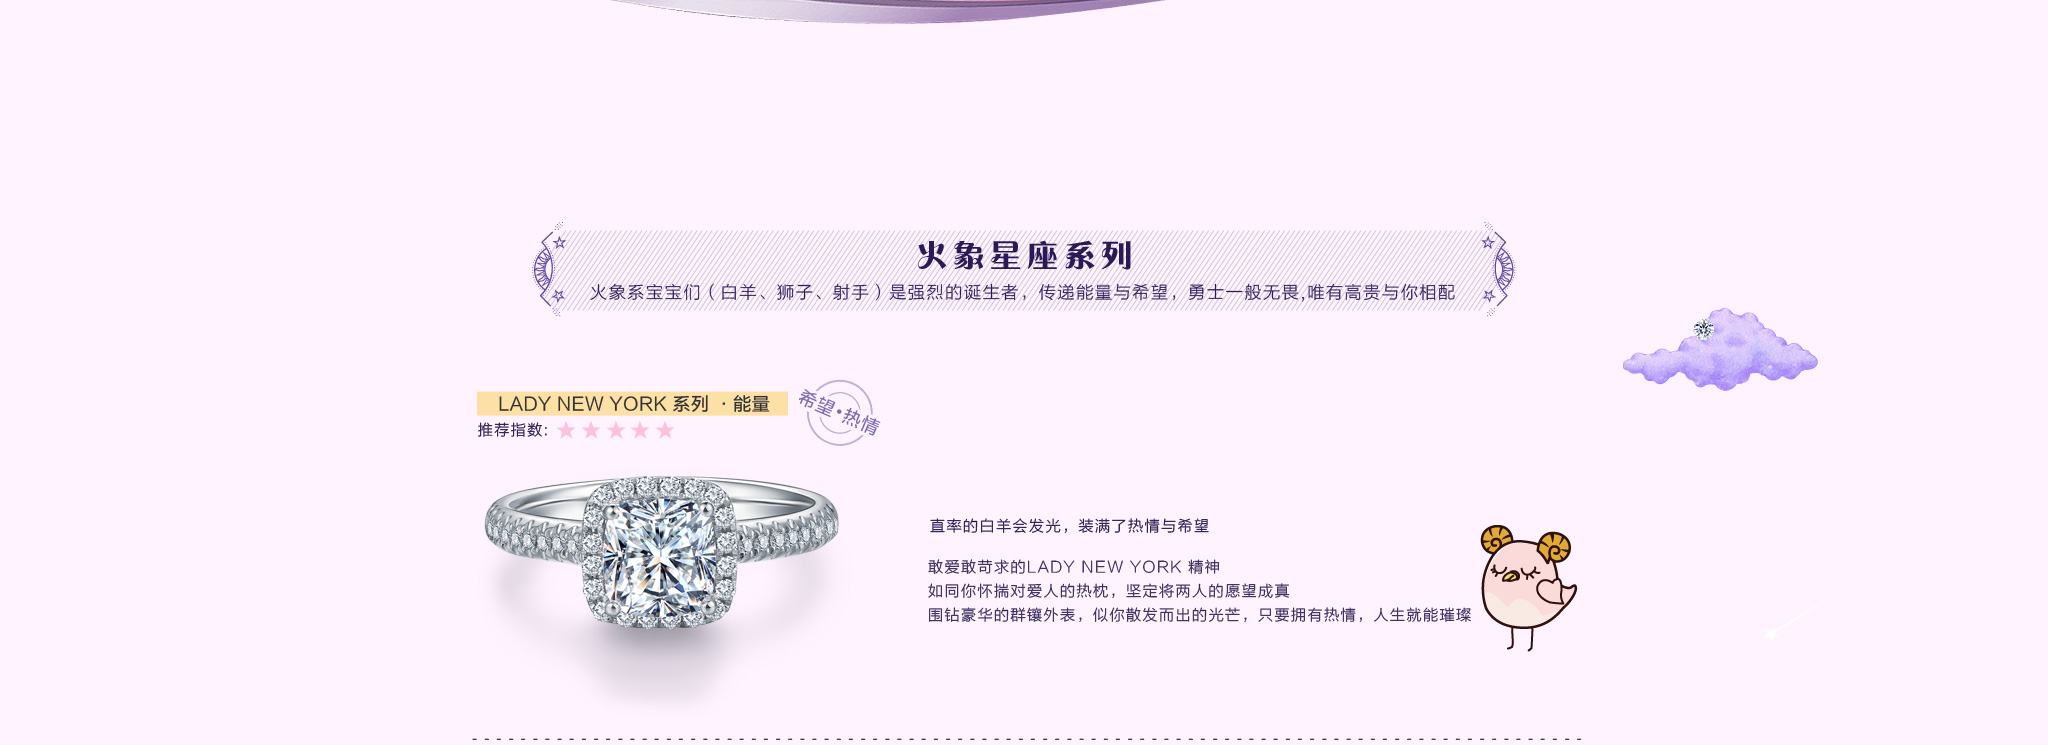 火象星座系列
火象系宝宝们（白羊、狮子、射手）是强烈的诞生者，传递能量与希望，勇士一般无畏,唯有高贵与你相配
LADY NEW YORK 系列 ·能量
希望·热情
推荐指数:
直率的白羊会发光，装满了热情与希望
敢爱敢苛求的LADY NEW YORK 精神
如同你怀揣对爱人的热枕，坚定将两人的愿望成真
围钻豪华的群镶外表，似你散发而出的光芒，只要拥有热情，人生就能璀璨